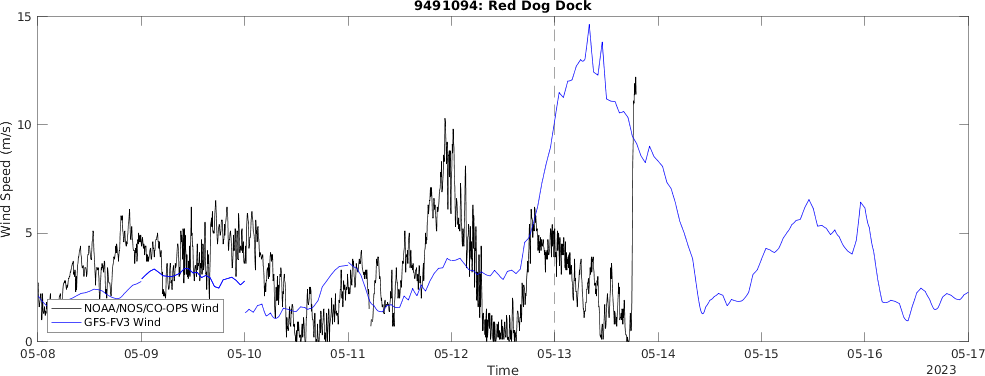 9491094: Red Dog Dock
15
10
5
0
Wind Speed (m/s)
NOAA/NOS/CO-OPS Wind
GFS-FV3 Wind
05-08 05-09 05-10 05-11 05-12 05-13 05-14 05-15 05-16 05-17
Time
2023